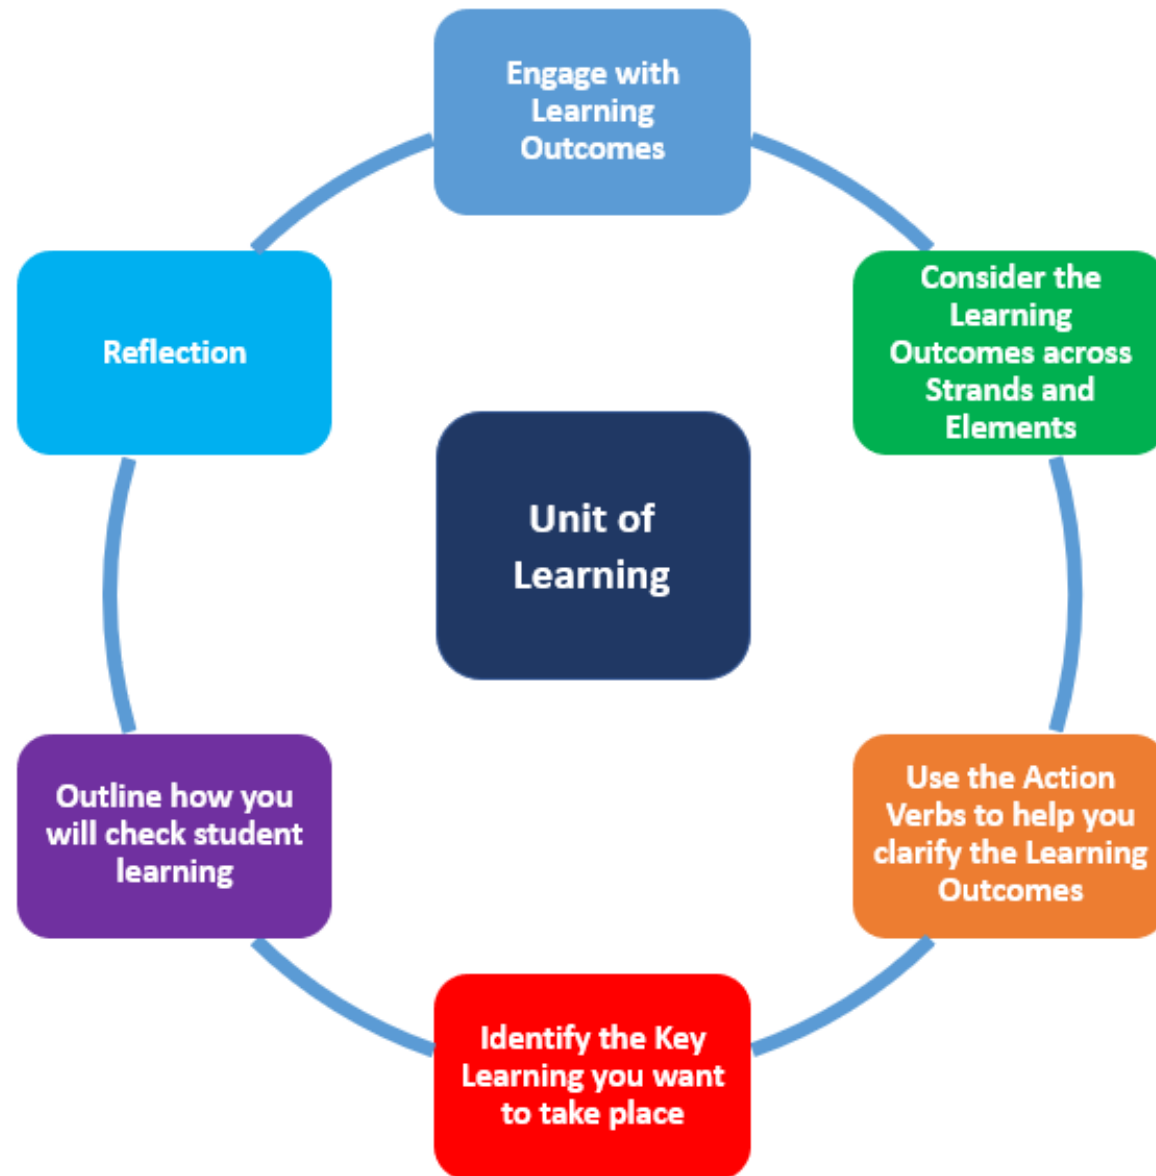 Engage with
Learning
Outcomes
Consider the
Learning
Outcomes across
Strands and
Elements
Use the Action
Verbs to help you
clarify the Learning
Outcomes
Identify the Key
Learning you want
to take place
Outline how you
will check student
learning
Reflection
Unit of
Learning